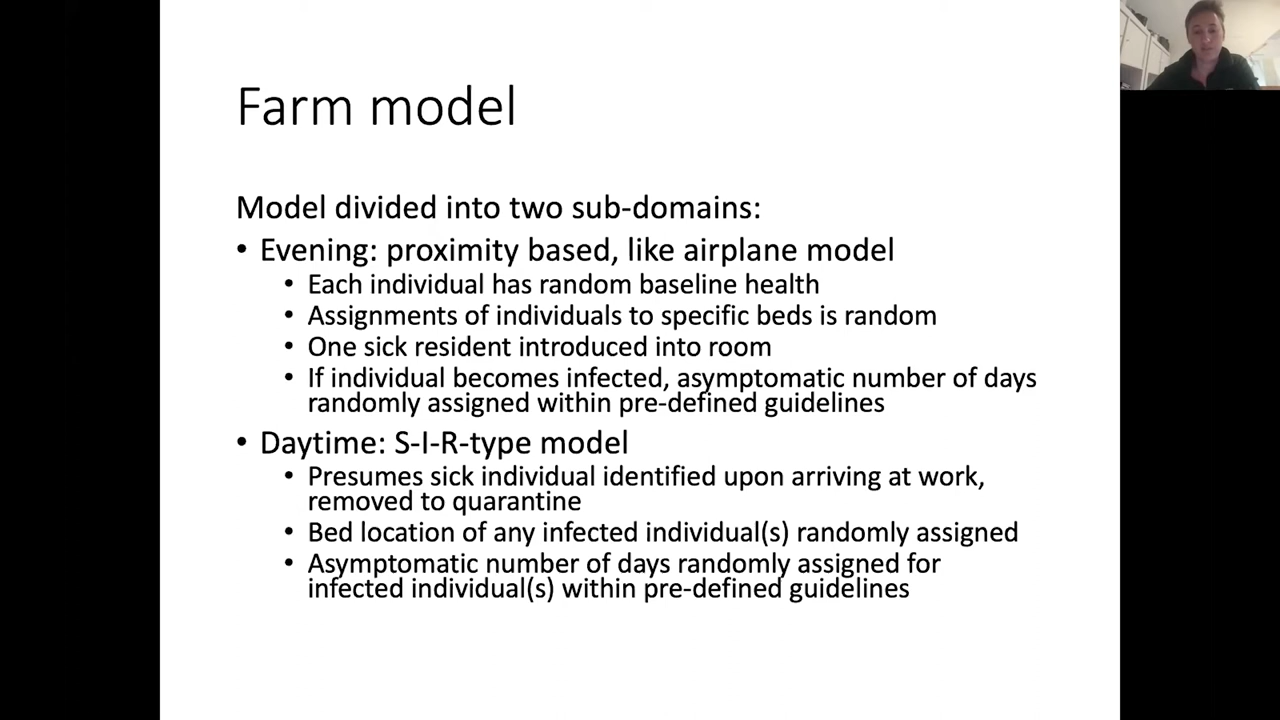 Farm model
Model divided into two sub-domains:
• Evening: proximity based, like airplane model
• Each individual has random baseline health
• Assignments of individuals to specific beds is random
• One sick resident introduced into room
• If individual becomes infected, asymptomatic number of days
randomly assigned within pre-defined guidelines
• Daytime: S-I-R-type model
• Presumes sick individual identified upon arriving at work,
removed to quarantine
• Bed location of any infected individual(s) randomly assigned
• Asymptomatic number of days randomly assigned for
infected individual(s) within pre-defined guidelines